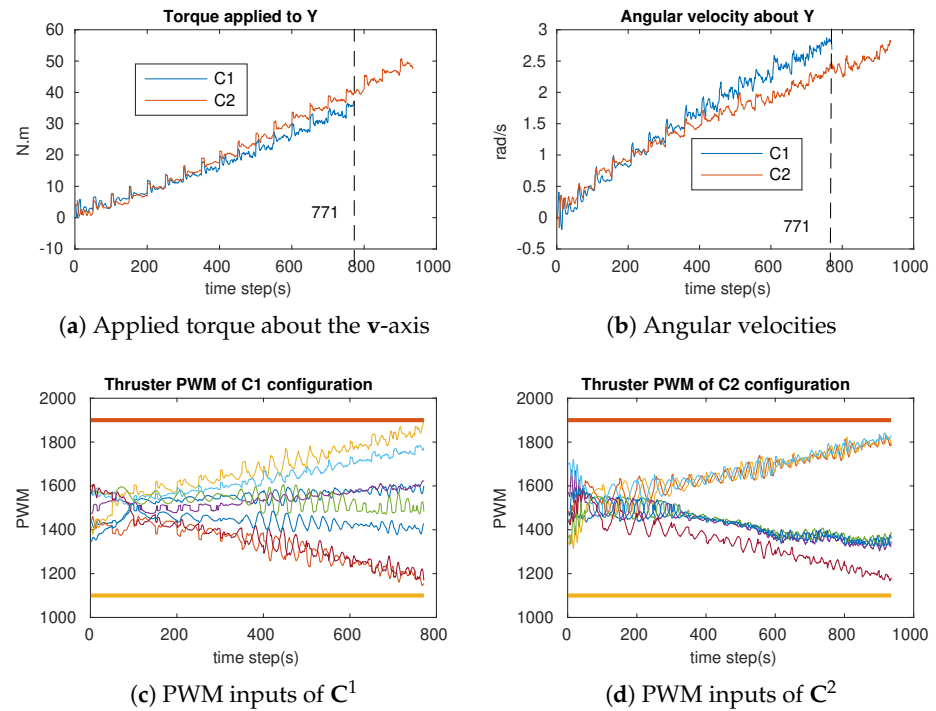 Torque applied to Y
60
50
40
30
20
10
0
-10
N.m
C1
C2
771
0 200 400 600 800 1000
time step(s)
(a) Applied torque about the v-axis
Angular velocity about Y
3
2.5
2
1.5
1
0.5
0
-0.5
rad/s
C1
C2
771
0 200 400 600 800 1000
time step(s)
(b) Angular velocities
Thruster PWM of C1 configuration
2000
1800
1600
1400
1200
1000
PWM
0 200 400 600 800
time step(s)
(c) PWM inputs of C¹
Thruster PWM of C2 configuration
2000
1800
1600
1400
1200
1000
PWM
0 200 400 600 800 1000
time step(s)
(d) PWM inputs of C²